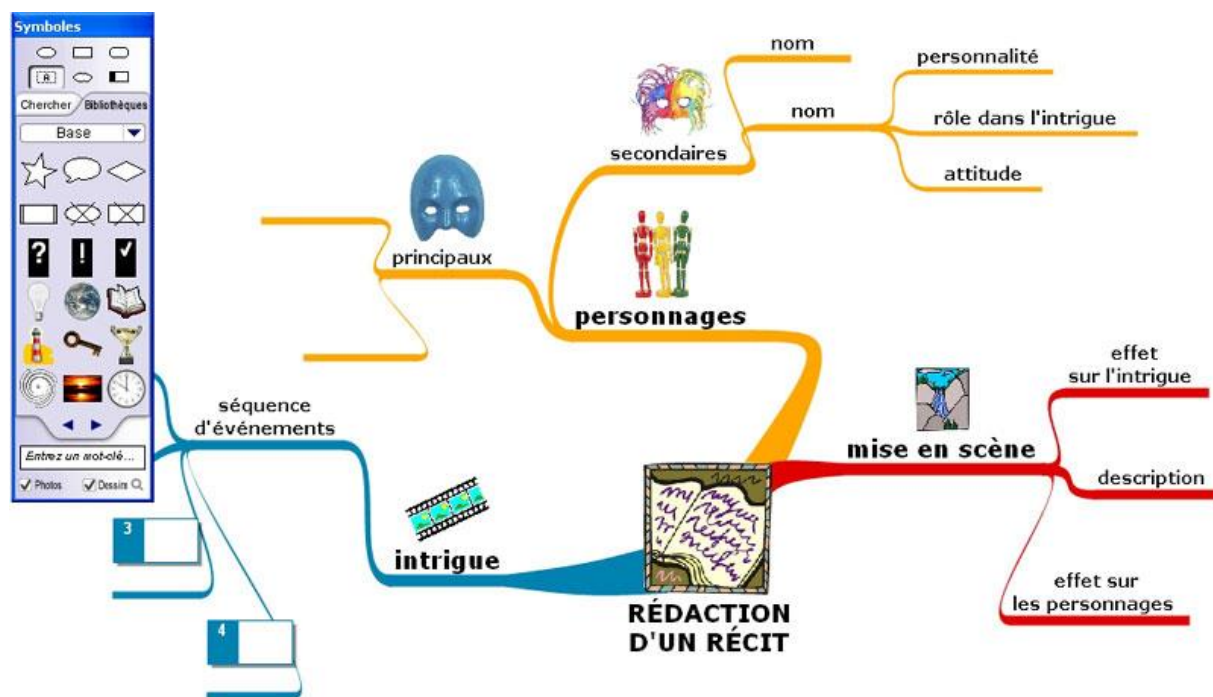 Symboles
A
Chercher
Bibliothèques
Base
?
!
Entrez un mot-clé...
Photos
Dessins
nom
personnalité
nom
rôle dans l'intrigue
secondaires
attitude
principaux
personnages
effet
sur l'intrigue
séquence
d'événements
mise en scène
description
3
intrigue
effet sur
les personnages
4
RÉDACTION
D'UN RÉCIT